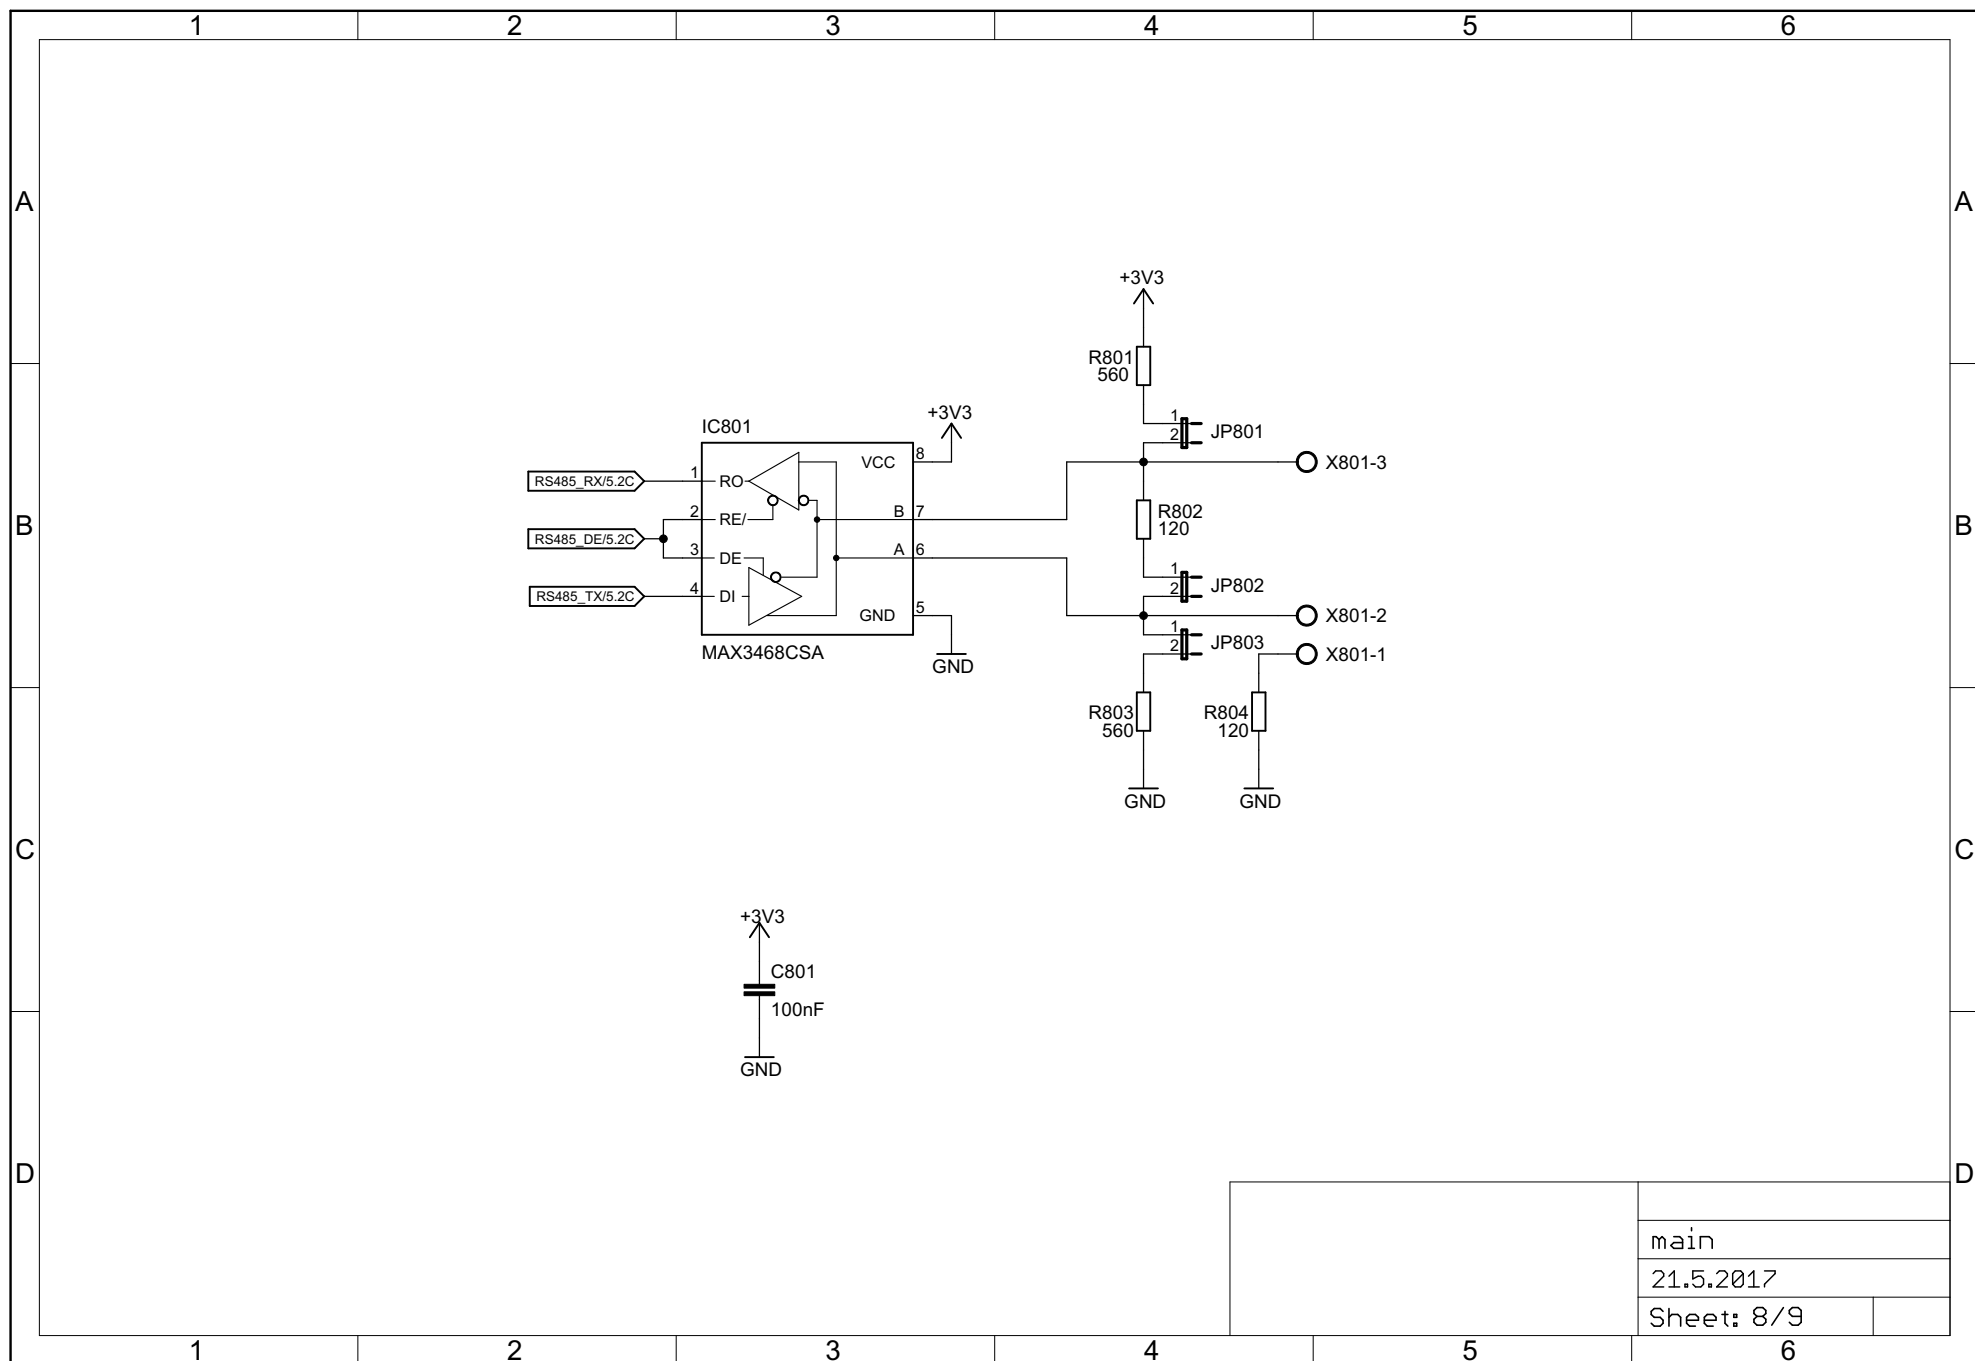 1 2 3 4 5 6
A A
+3V3
R801
560
1
2
JP801
+3V3
IC801
RS485_RX/5.2C 1 RO VCC 8
X801-3
B B
RS485_DE/5.2C 2 RE/ B 7
R802
120
3 DE A 6
1
2
JP802
RS485_TX/5.2C 4 DI GND 5
X801-2
1
2
JP803
X801-1
MAX3468CSA
GND
R803
560
R804
120
GND GND
C C
+3V3
C801
100nF
GND
D D
main
21.5.2017
Sheet: 8/9
1 2 3 4 5 6